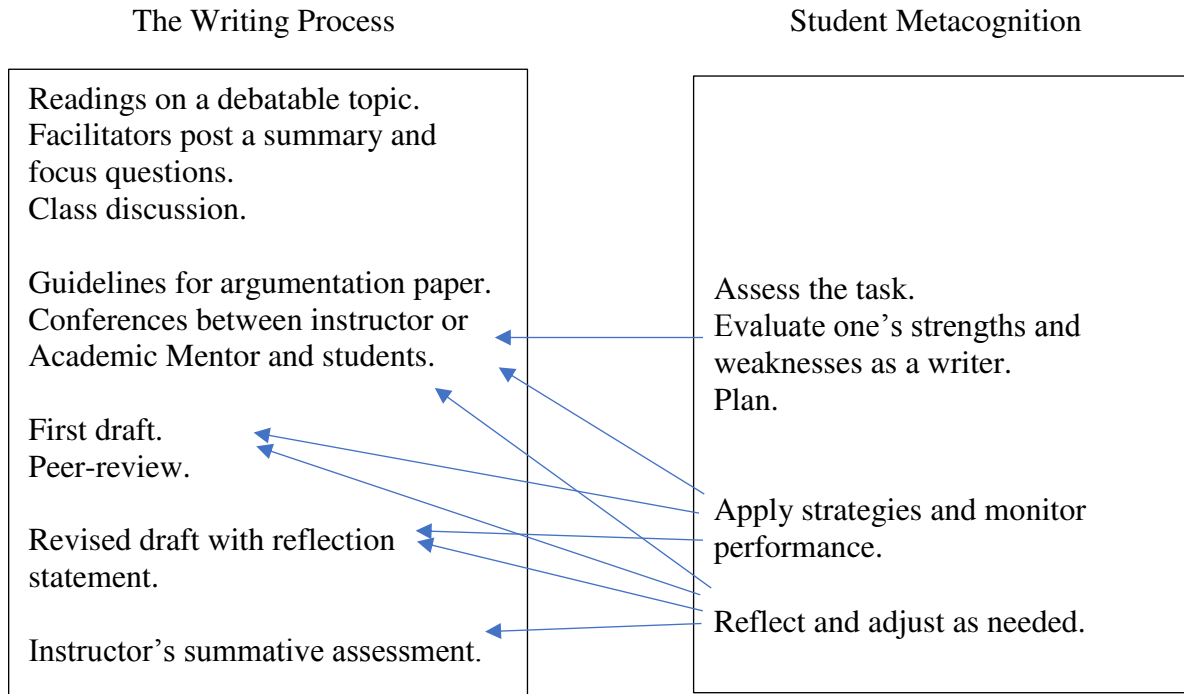 The Writing Process
Student Metacognition
Readings on a debatable topic.
Facilitators post a summary and
focus questions.
Class discussion.
Guidelines for argumentation paper.
Conferences between instructor or
Academic Mentor and students.
First draft.
Peer-review.
Revised draft with reflection
statement.
Instructor’s summative assessment.
Assess the task.
Evaluate one’s strengths and
weaknesses as a writer.
Plan.
Apply strategies and monitor
performance.
Reflect and adjust as needed.